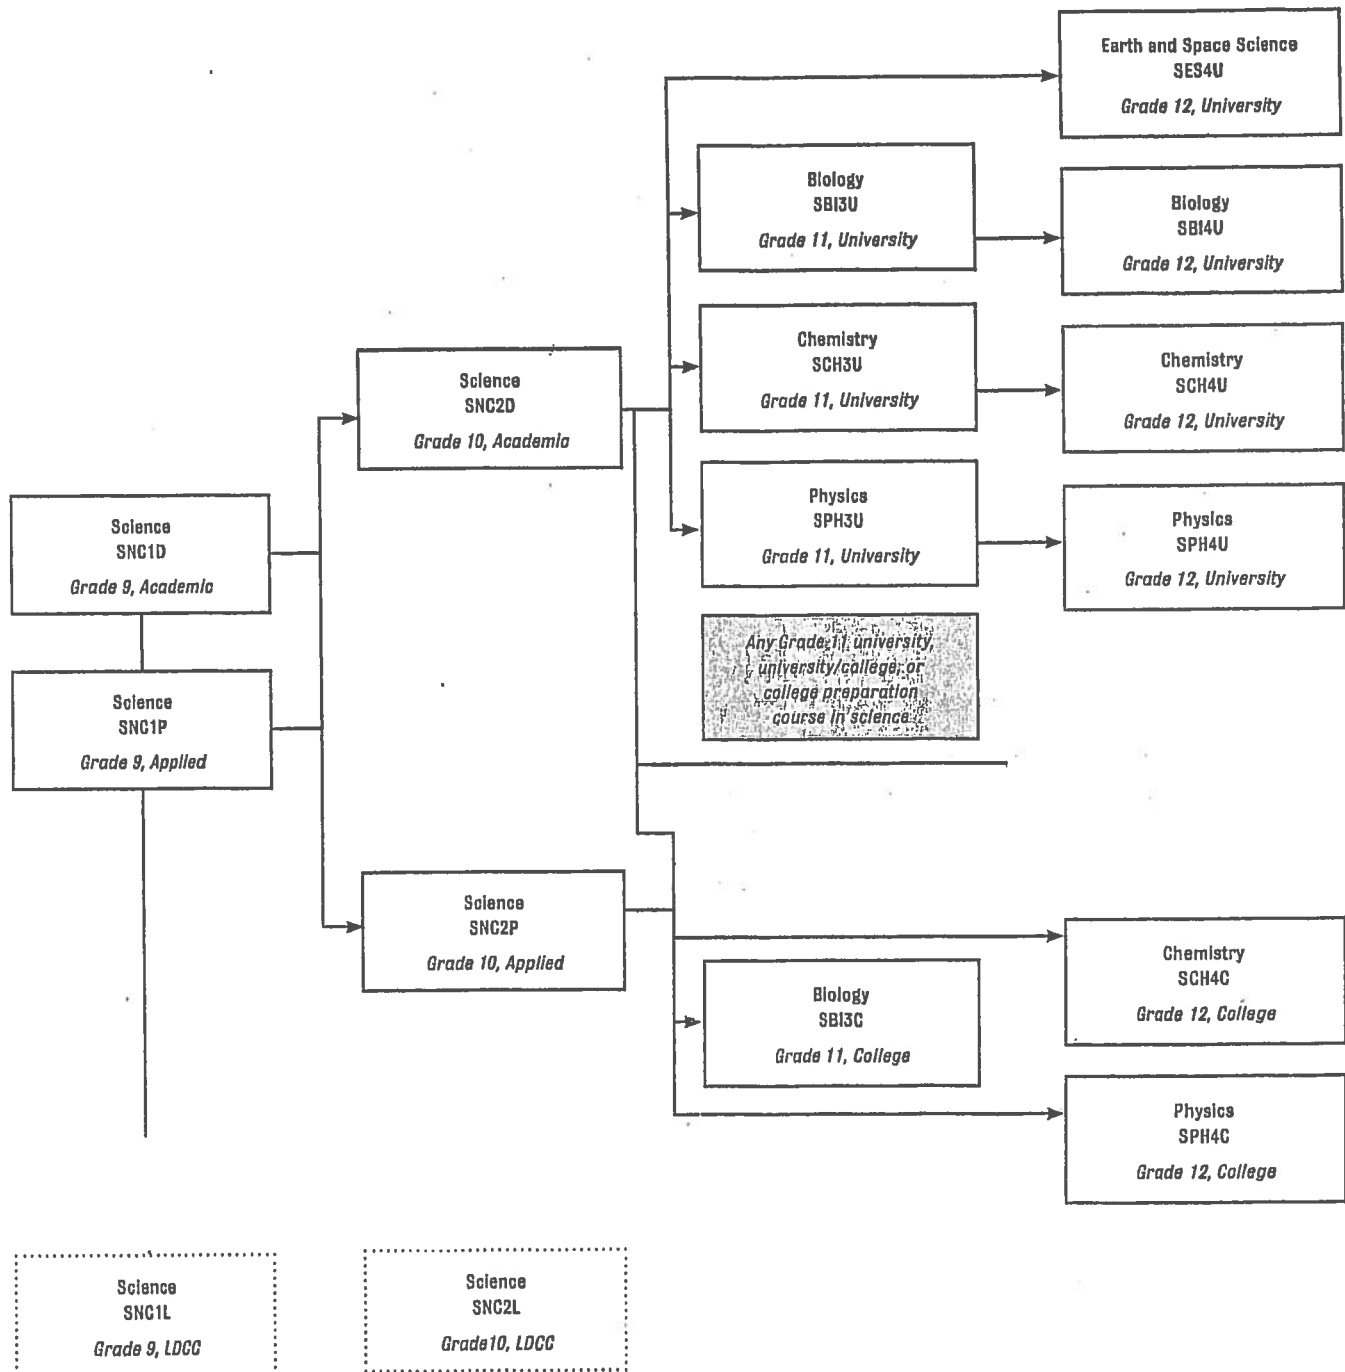 Earth and Space Science
SES4U
Grade 12, University
Biology
SBI3U
Grade 11, University
Biology
SBI4U
Grade 12, University
Chemistry
SCH3U
Grade 11, University
Chemistry
SCH4U
Grade 12, University
Science
SNC2D
Grade 10, Academic
Physics
SPH3U
Grade 11, University
Physics
SPH4U
Grade 12, University
Science
SNC1D
Grade 9, Academic
Any Grade 11 university,
university/college, or
college preparation
course in science
Science
SNC1P
Grade 9, Applied
Science
SNC2P
Grade 10, Applied
Chemistry
SCH4C
Grade 12, College
Biology
SBI3C
Grade 11, College
Physics
SPH4C
Grade 12, College
Science
SNC1L
Grade 9, LDCC
Science
SNC2L
Grade10, LDCC